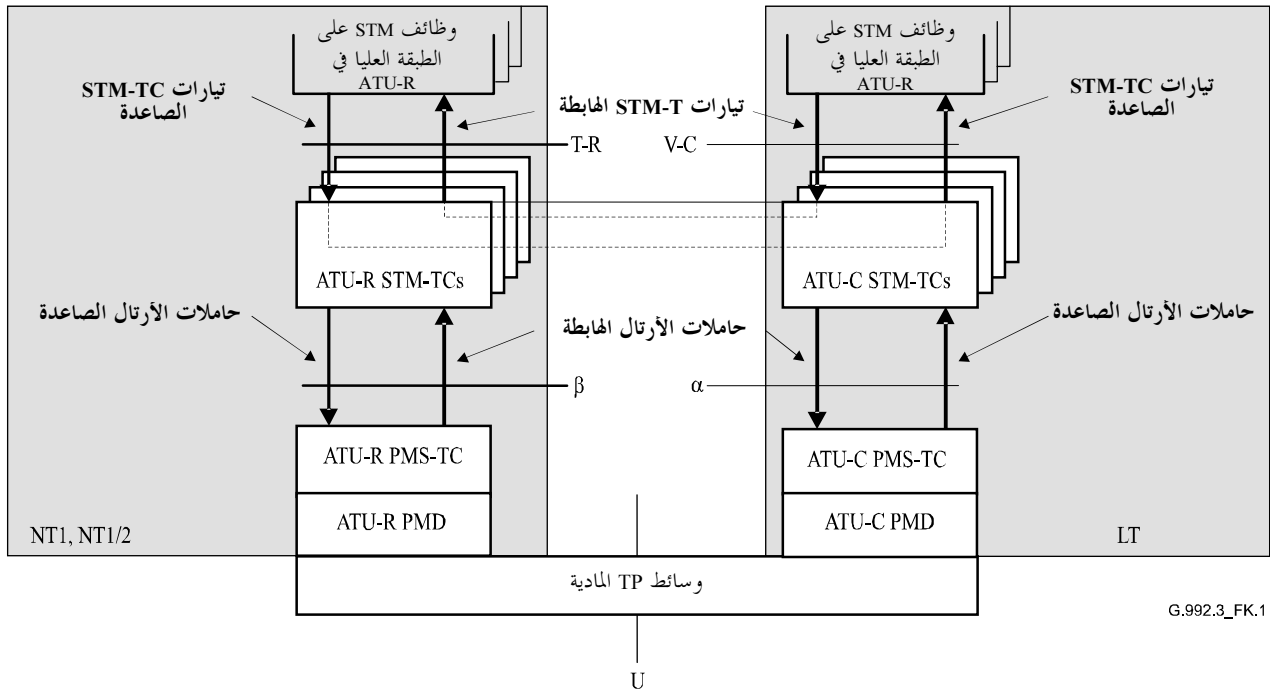 وظائف STM على
الطبقة العليا في
ATU-R
وظائف STM على
الطبقة العليا في
ATU-R
تيارات STM-TC
الصاعدة
تيارات STM-T الهابطة
تيارات STM-TC
الصاعدة
T-R
V-C
ATU-R STM-TCs
ATU-C STM-TCs
حاملات الأرتال الصاعدة
حاملات الأرتال الهابطة
حاملات الأرتال الصاعدة
β
α
ATU-R PMS-TC
ATU-C PMS-TC
ATU-R PMD
ATU-C PMD
NT1, NT1/2
LT
وسائط TP المادية
G.992.3_FK.1
U